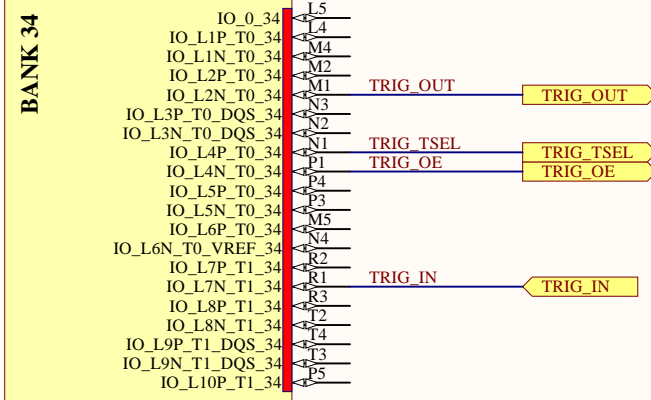 BANK 34
IO_0_34 L5
IO_L1P_T0_34 L4
IO_L1N_T0_34 M4
IO_L2P_T0_34 M2
IO_L2N_T0_34 M1 TRIG_OUT TRIG_OUT
IO_L3P_T0_DQS_34 N3
IO_L3N_T0_DQS_34 N2
IO_L4P_T0_34 N1 TRIG_TSEL TRIG_TSEL
IO_L4N_T0_34 P1 TRIG_OE TRIG_OE
IO_L5P_T0_34 P4
IO_L5N_T0_34 P3
IO_L6P_T0_34 M5
IO_L6N_T0_VREF_34 N4
IO_L7P_T1_34 R2
IO_L7N_T1_34 R1 TRIG_IN TRIG_IN
IO_L8P_T1_34 R3
IO_L8N_T1_34 T2
IO_L9P_T1_DQS_34 T4
IO_L9N_T1_DQS_34 T3
IO_L10P_T1_34 P5